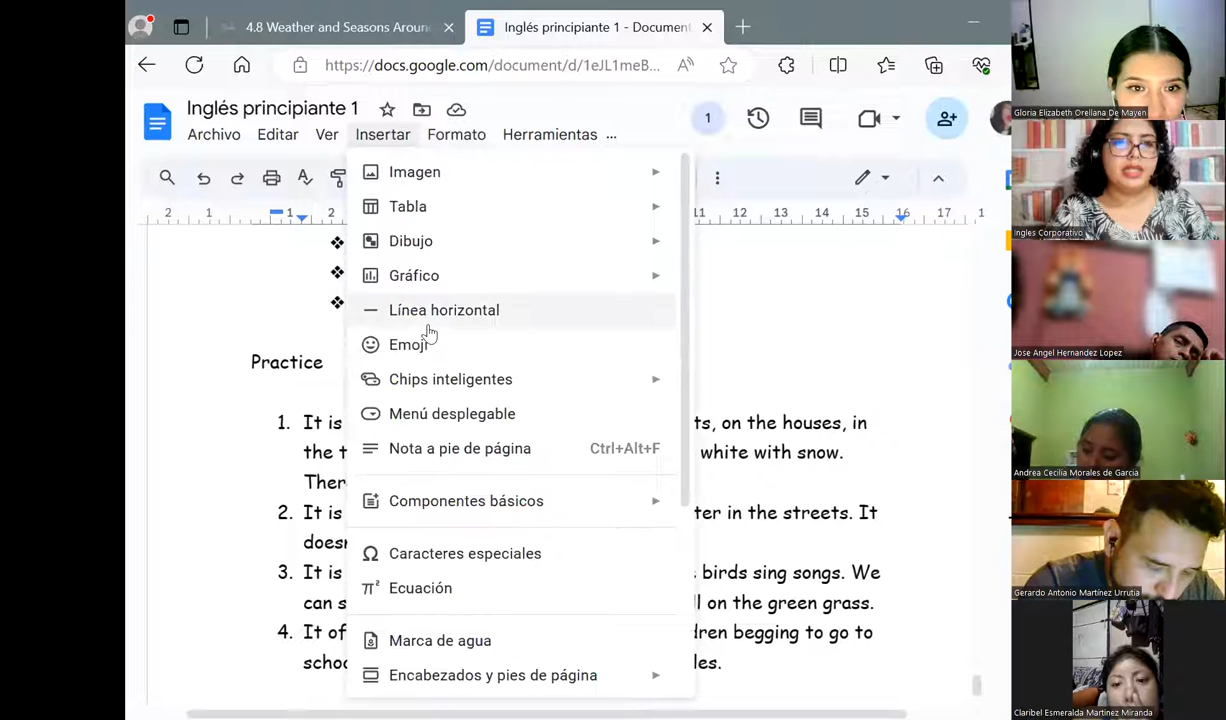 4.8 Weather and Seasons Aroun
Inglés principiante 1 - Document
https://docs.google.com/document/d/1eJL1meB...
Inglés principiante 1
Archivo Editar Ver Insertar Formato Herramientas ...
1
2 1 1 2 11 12 13 14 15 16 17 1
Imagen
Tabla
Dibujo
Gráfico
Línea horizontal
Emoji
Chips inteligentes
Menú desplegable
Nota a pie de página Ctrl+Alt+F
Componentes básicos
Caracteres especiales
Ecuación
Marca de agua
Encabezados y pies de página
Practice
1. It is ts, on the houses, in
the t white with snow.
Ther
2. It is ter in the streets. It
doesn
3. It is birds sing songs. We
can s ll on the green grass.
4. It of dren begging to go to
schoo les.
Gloria Elizabeth Orellana De Mayen
Ingles Corporativo
Jose Angel Hernandez Lopez
Andrea Cecilia Morales de Garcia
Gerardo Antonio Martínez Urrutia
Claribel Esmeralda Martinez Miranda